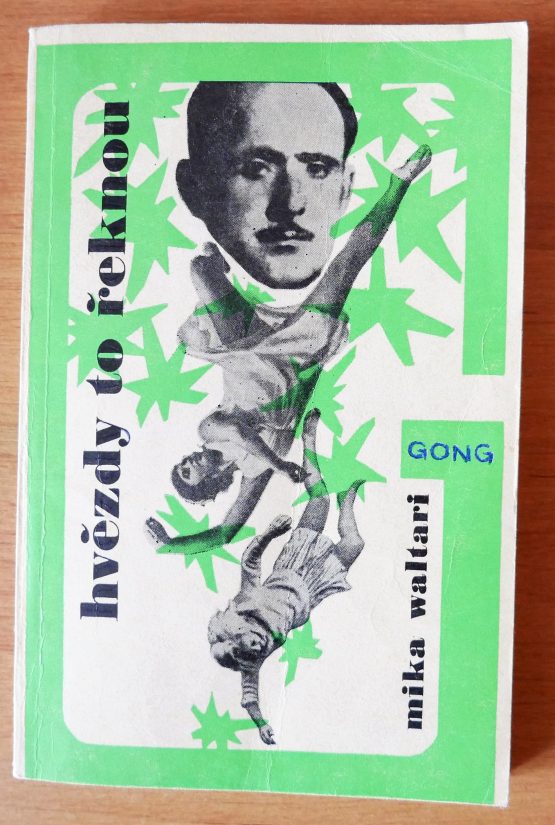 hvězdy to řeknou
GONG
mika waltari